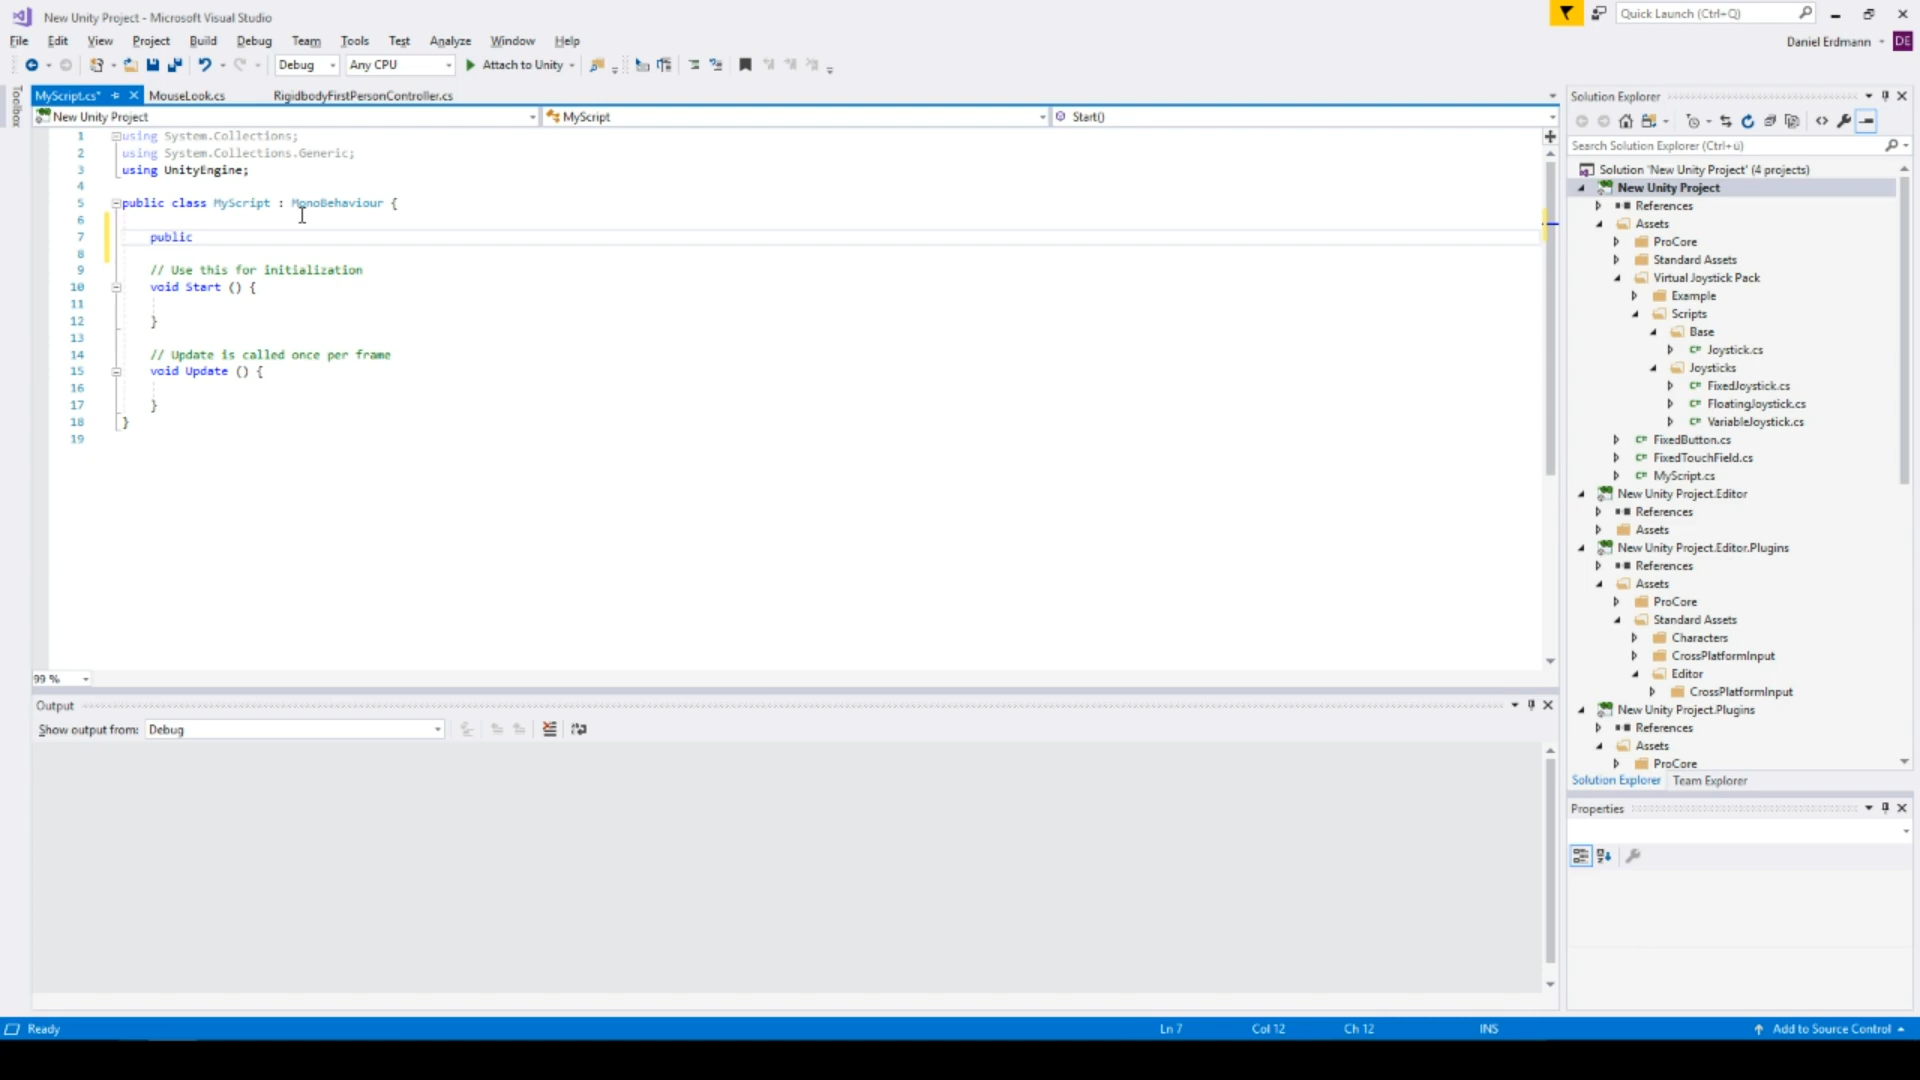 New Unity Project - Microsoft Visual Studio
Quick Launch (Ctrl+Q)
File Edit View Project Build Debug Team Tools Test Analyze Window Help
Daniel Erdmann DE
Debug Any CPU Attach to Unity
Toolbox
MyScript.cs* MouseLook.cs RigidbodyFirstPersonController.cs
New Unity Project MyScript Start()
1 using System.Collections;
2 using System.Collections.Generic;
3 using UnityEngine;
4
5 public class MyScript : MonoBehaviour {
6
7 public
8
9 // Use this for initialization
10 void Start () {
11
12 }
13
14 // Update is called once per frame
15 void Update () {
16
17 }
18 }
19
99 %
Output
Show output from: Debug
Solution Explorer
Search Solution Explorer (Ctrl+ü)
Solution 'New Unity Project' (4 projects)
New Unity Project
References
Assets
ProCore
Standard Assets
Virtual Joystick Pack
Example
Scripts
Base
C# Joystick.cs
Joysticks
C# FixedJoystick.cs
C# FloatingJoystick.cs
C# VariableJoystick.cs
C# FixedButton.cs
C# FixedTouchField.cs
C# MyScript.cs
New Unity Project.Editor
References
Assets
New Unity Project.Editor.Plugins
References
Assets
ProCore
Standard Assets
Characters
CrossPlatformInput
Editor
CrossPlatformInput
New Unity Project.Plugins
References
Assets
ProCore
Solution Explorer Team Explorer
Properties
Ready Ln 7 Col 12 Ch 12 INS Add to Source Control